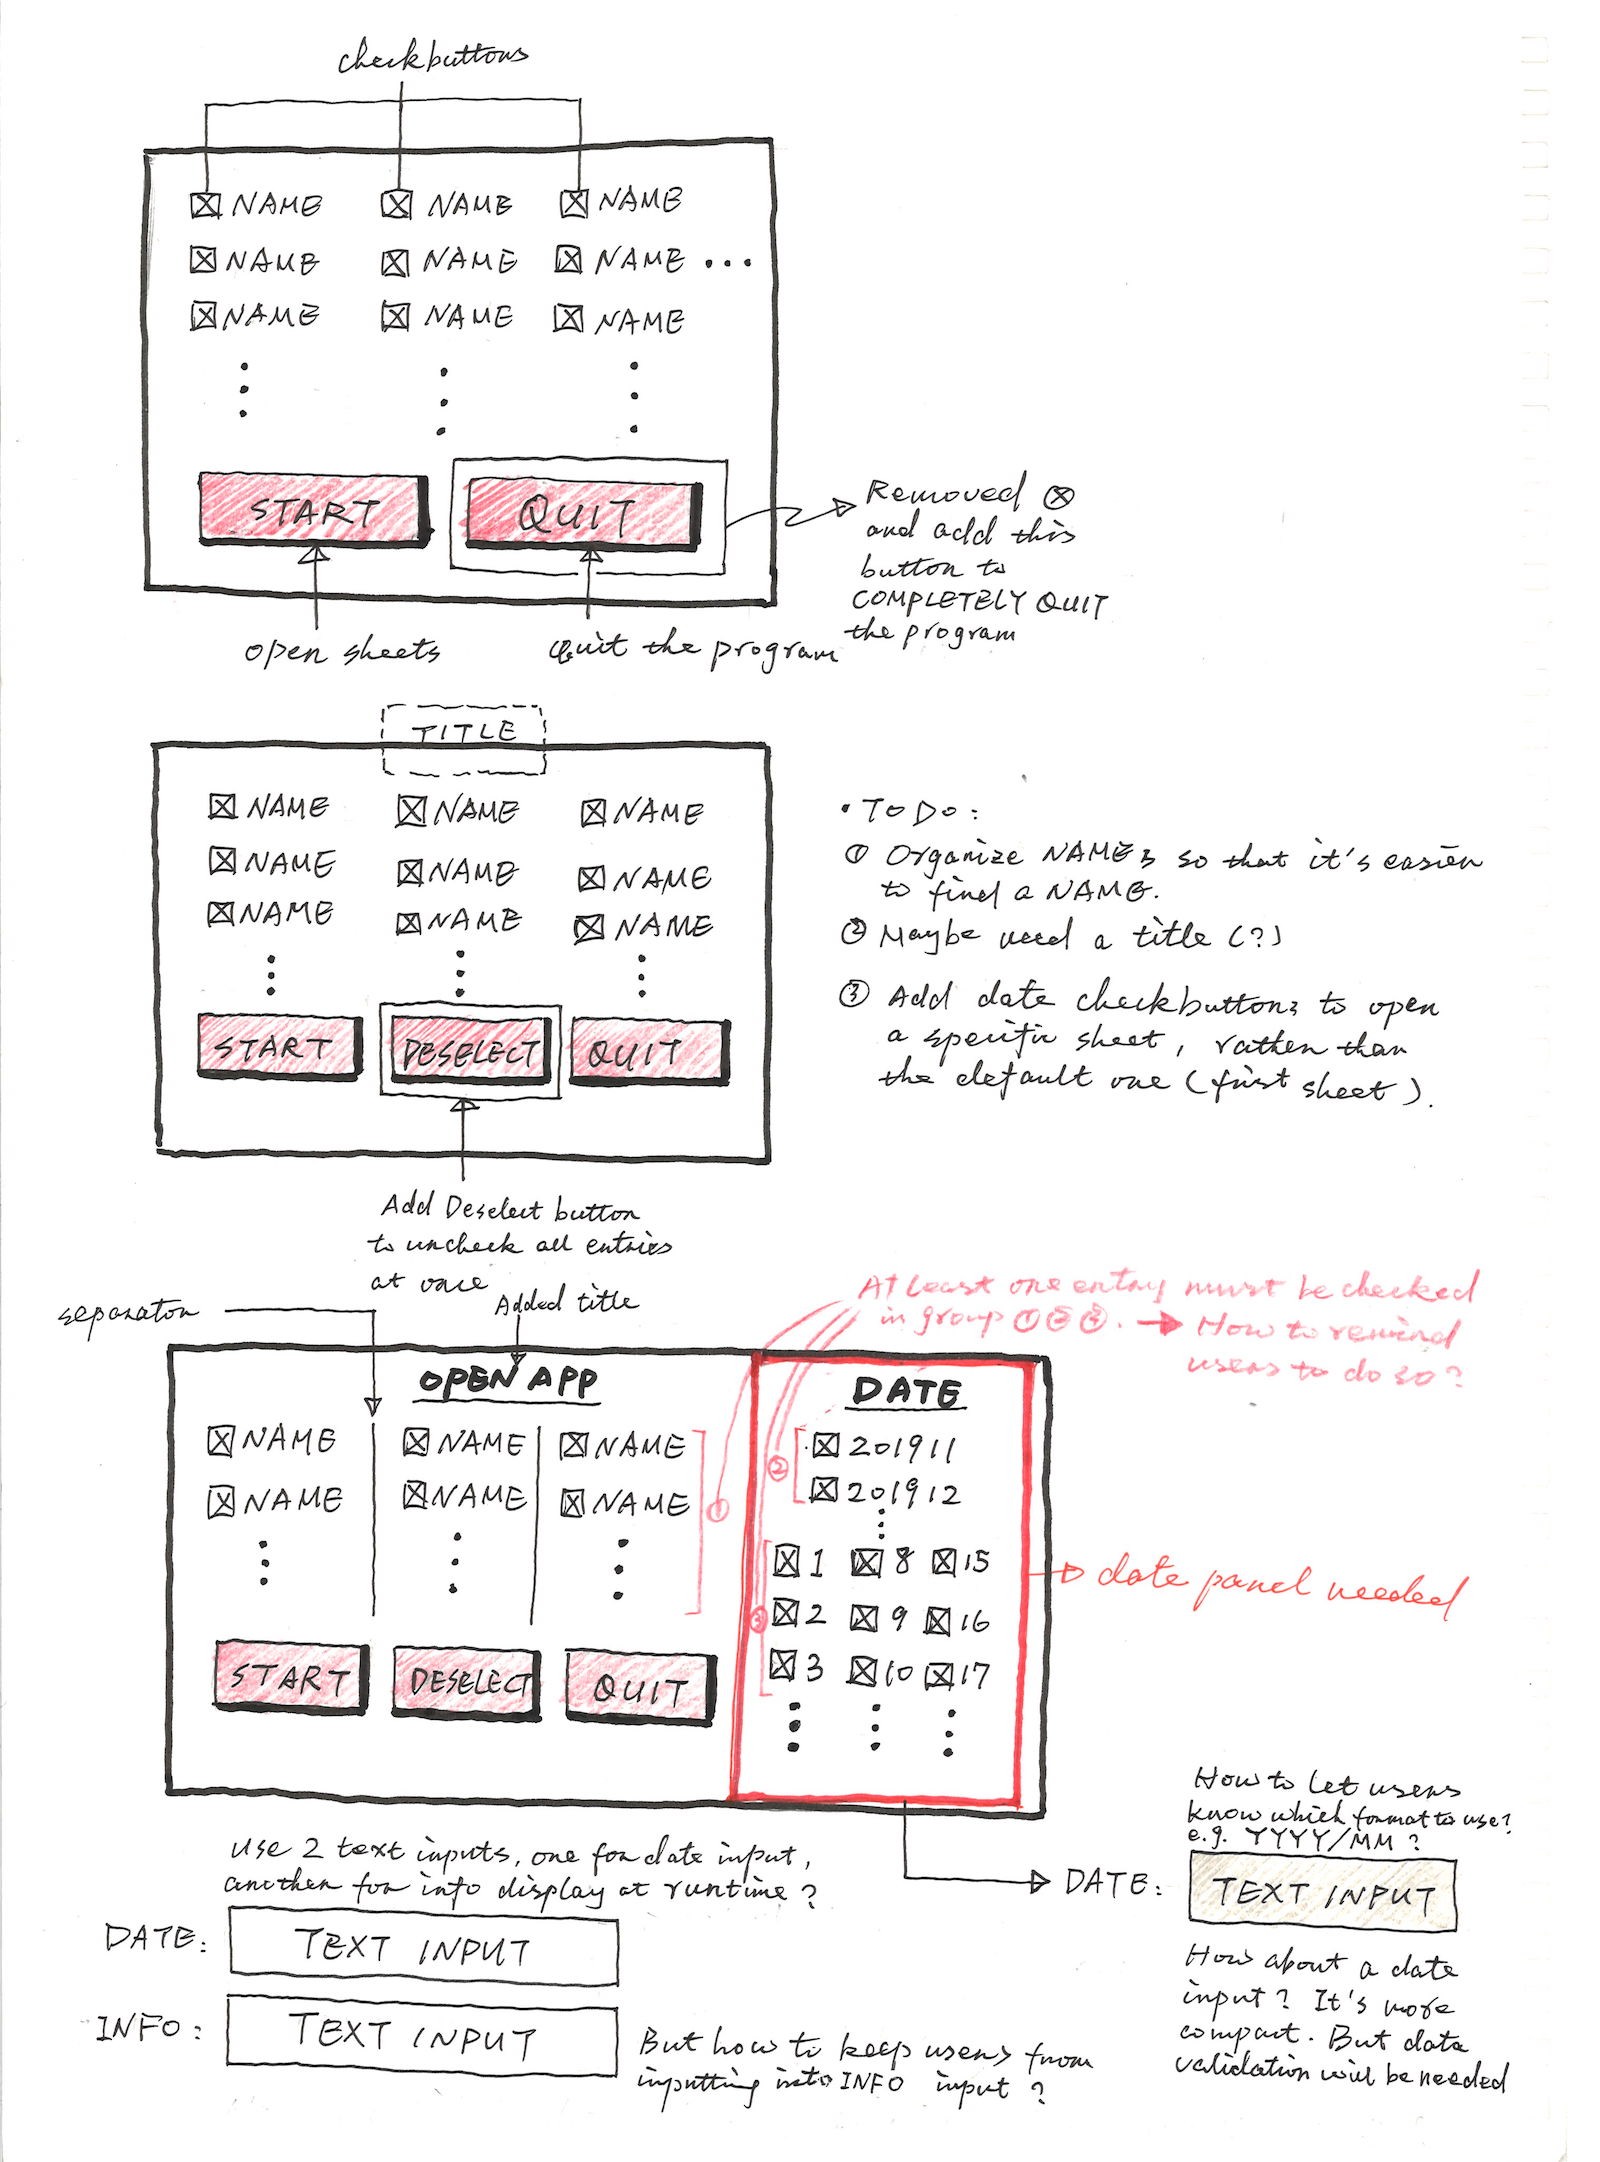 checkbuttons
NAME NAME NAME
NAME NAME NAME ...
NAME NAME NAME
START QUIT
Removed ⊗
and add this
button to
COMPLETELY QUIT
the program
open sheets
Quit the program
TITLE
NAME NAME NAME
NAME NAME NAME
NAME NAME NAME
START DESELECT QUIT
• TO DO:
① Organize NAMEs so that it's easier
to find a NAME.
② Maybe need a title (?)
③ Add date checkbuttons to open
a specific sheet, rather than
the default one (first sheet).
Add Deselect button
to uncheck all entries
at once
separator
Added title
At least one entry must be checked
in group ① ② ③. → How to remind
users to do so?
OPEN APP
NAME NAME NAME
NAME NAME NAME
①
START DESELECT QUIT
DATE
② 201911
201912
1 8 15
③ 2 9 16
3 10 17
date panel needed
How to let users
know which format to use?
e.g. YYYY/MM?
DATE: TEXT INPUT
How about a date
input? It's more
compact. But data
validation will be needed
Use 2 text inputs, one for date input,
another for info display at runtime?
DATE: TEXT INPUT
INFO: TEXT INPUT
But how to keep users from
inputting into INFO input?